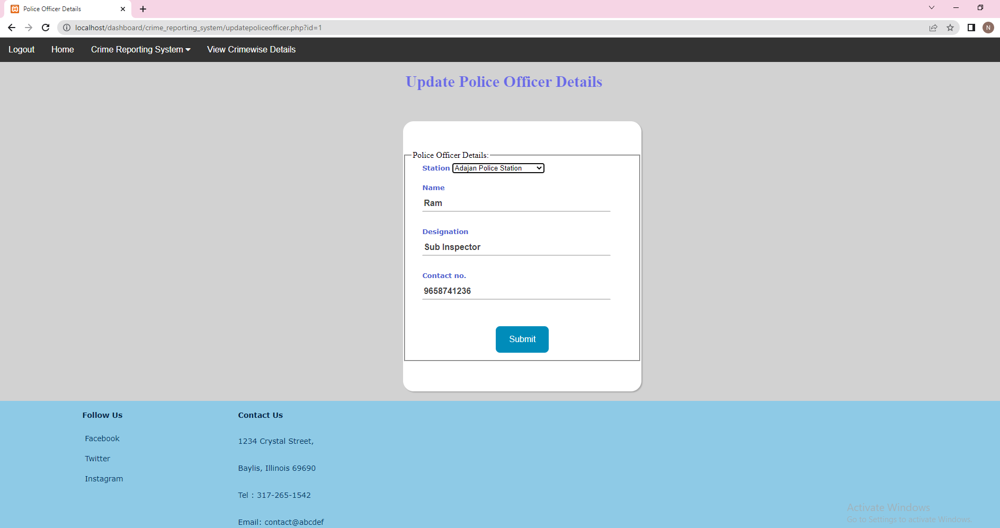 Police Officer Details
localhost/dashboard/crime_reporting_system/updatepoliceofficer.php?id=1
N
Logout Home Crime Reporting System View Crimewise Details
Update Police Officer Details
Police Officer Details:
Station Adajan Police Station
Name
Ram
Designation
Sub Inspector
Contact no.
9658741236
Submit
Follow Us
Facebook
Twitter
Instagram
Contact Us
1234 Crystal Street,
Baylis, Illinois 69690
Tel : 317-265-1542
Email: contact@abcdef
Activate Windows
Go to Settings to activate Windows.